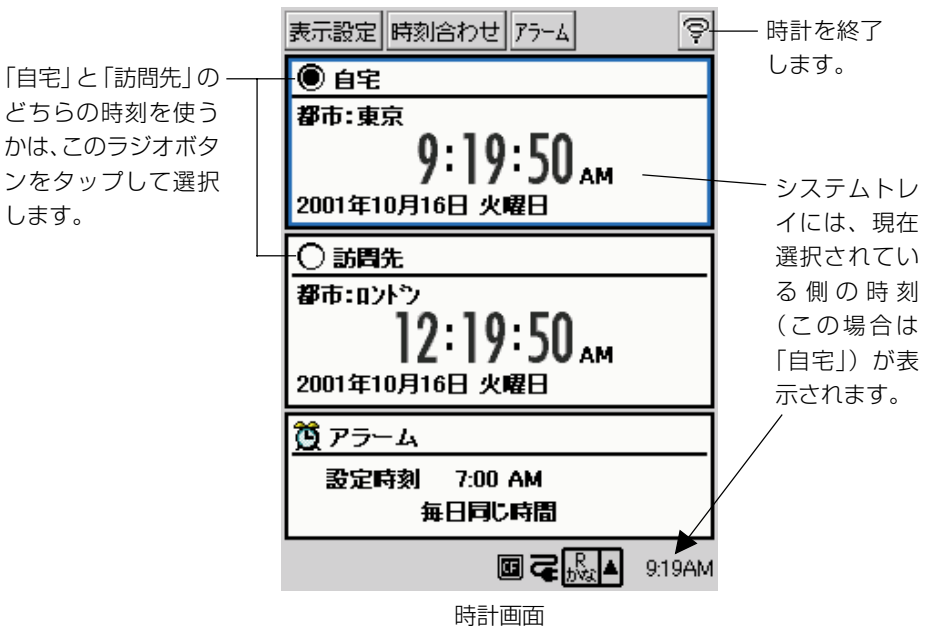 表示設定 時刻合わせ アラーム
時計を終了
します。
「自宅」と「訪問先」の
どちらの時刻を使う
かは、このラジオボタ
ンをタップして選択
します。
自宅
都市:東京
9:19:50 AM
2001年10月16日 火曜日
システムトレ
イには、現在
選択されてい
る側の時刻
(この場合は
「自宅」)が表
示されます。
訪問先
都市:ロンドン
12:19:50 AM
2001年10月16日 火曜日
アラーム
設定時刻 7:00 AM
毎日同じ時間
CF R かな 9:19AM
時計画面